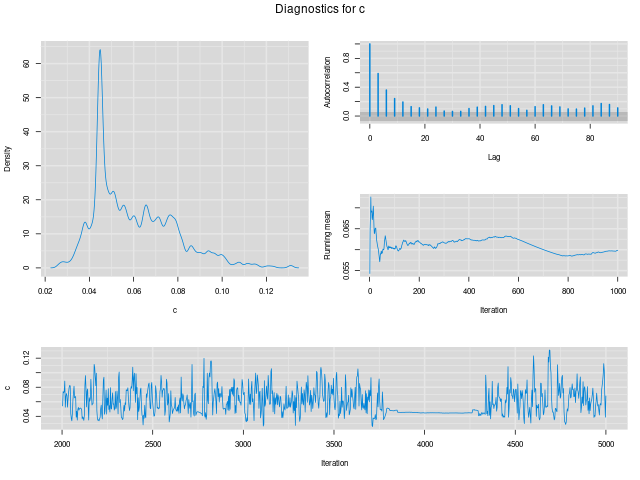 Diagnostics for c
Density
0 10 20 30 40 50 60
0.02 0.04 0.06 0.08 0.10 0.12
c
Autocorrelation
0.0 0.4 0.8
0 20 40 60 80
Lag
Running mean
0.055 0.065
0 200 400 600 800 1000
Iteration
c
0.04 0.08 0.12
2000 2500 3000 3500 4000 4500 5000
Iteration